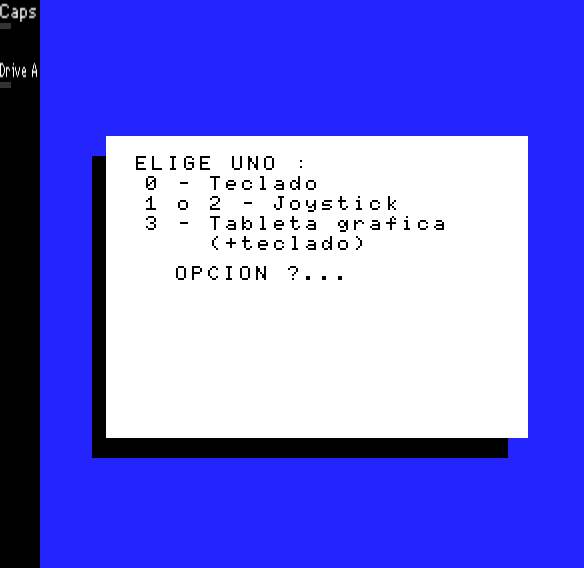 Caps
Drive A
ELIGE UNO :
0 - Teclado
1 o 2 - Joystick
3 - Tableta grafica
(+teclado)
OPCION ?...